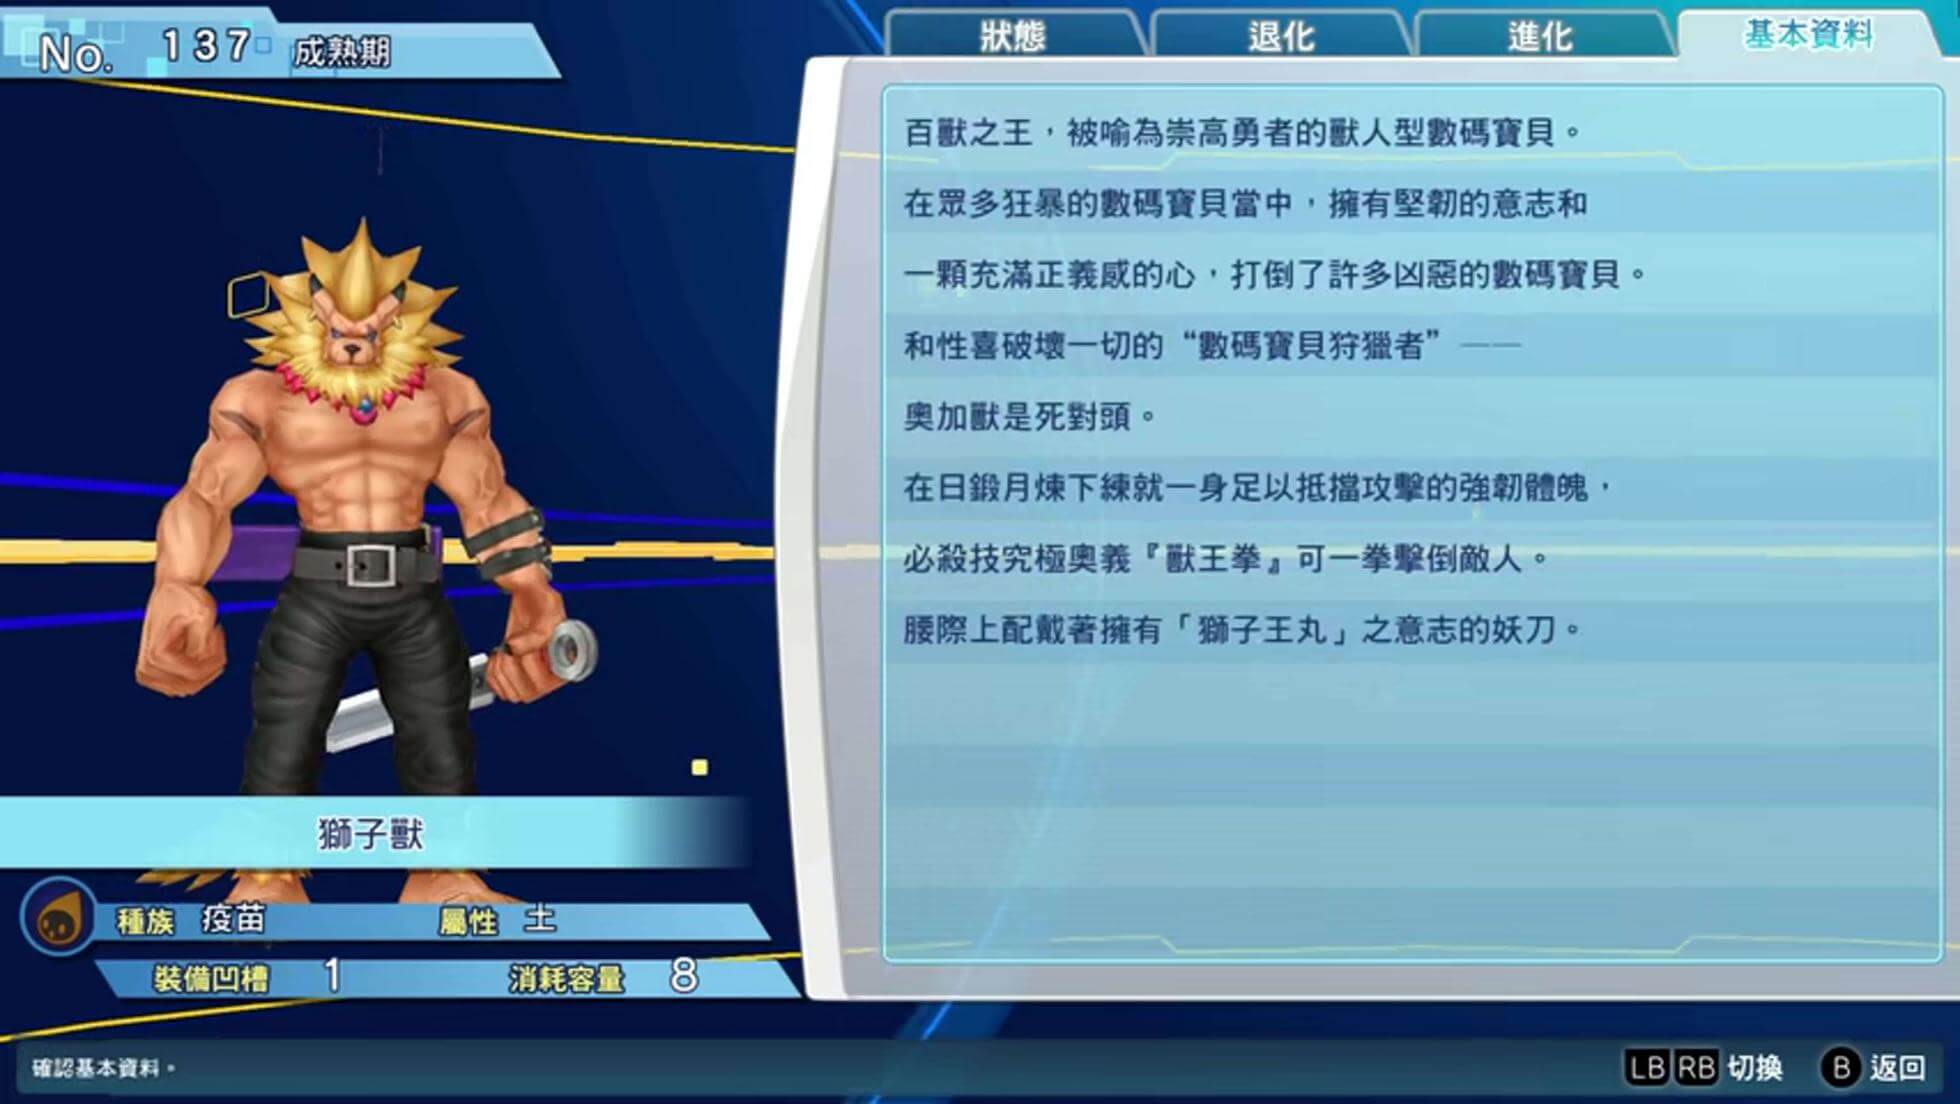 No. 137 成熟期
狀態 退化 進化 基本資料
百獸之王，被喻為崇高勇者的獸人型數碼寶貝。
在眾多狂暴的數碼寶貝當中，擁有堅韌的意志和
一顆充滿正義感的心，打倒了許多凶惡的數碼寶貝。
和性喜破壞一切的“數碼寶貝狩獵者”——
奧加獸是死對頭。
在日鍛月煉下練就一身足以抵擋攻擊的強韌體魄，
必殺技究極奧義『獸王拳』可一拳擊倒敵人。
腰際上配戴著擁有「獅子王丸」之意志的妖刀。
獅子獸
種族 疫苗 屬性 土
裝備凹槽 1 消耗容量 8
確認基本資料。
LB RB 切換 B 返回